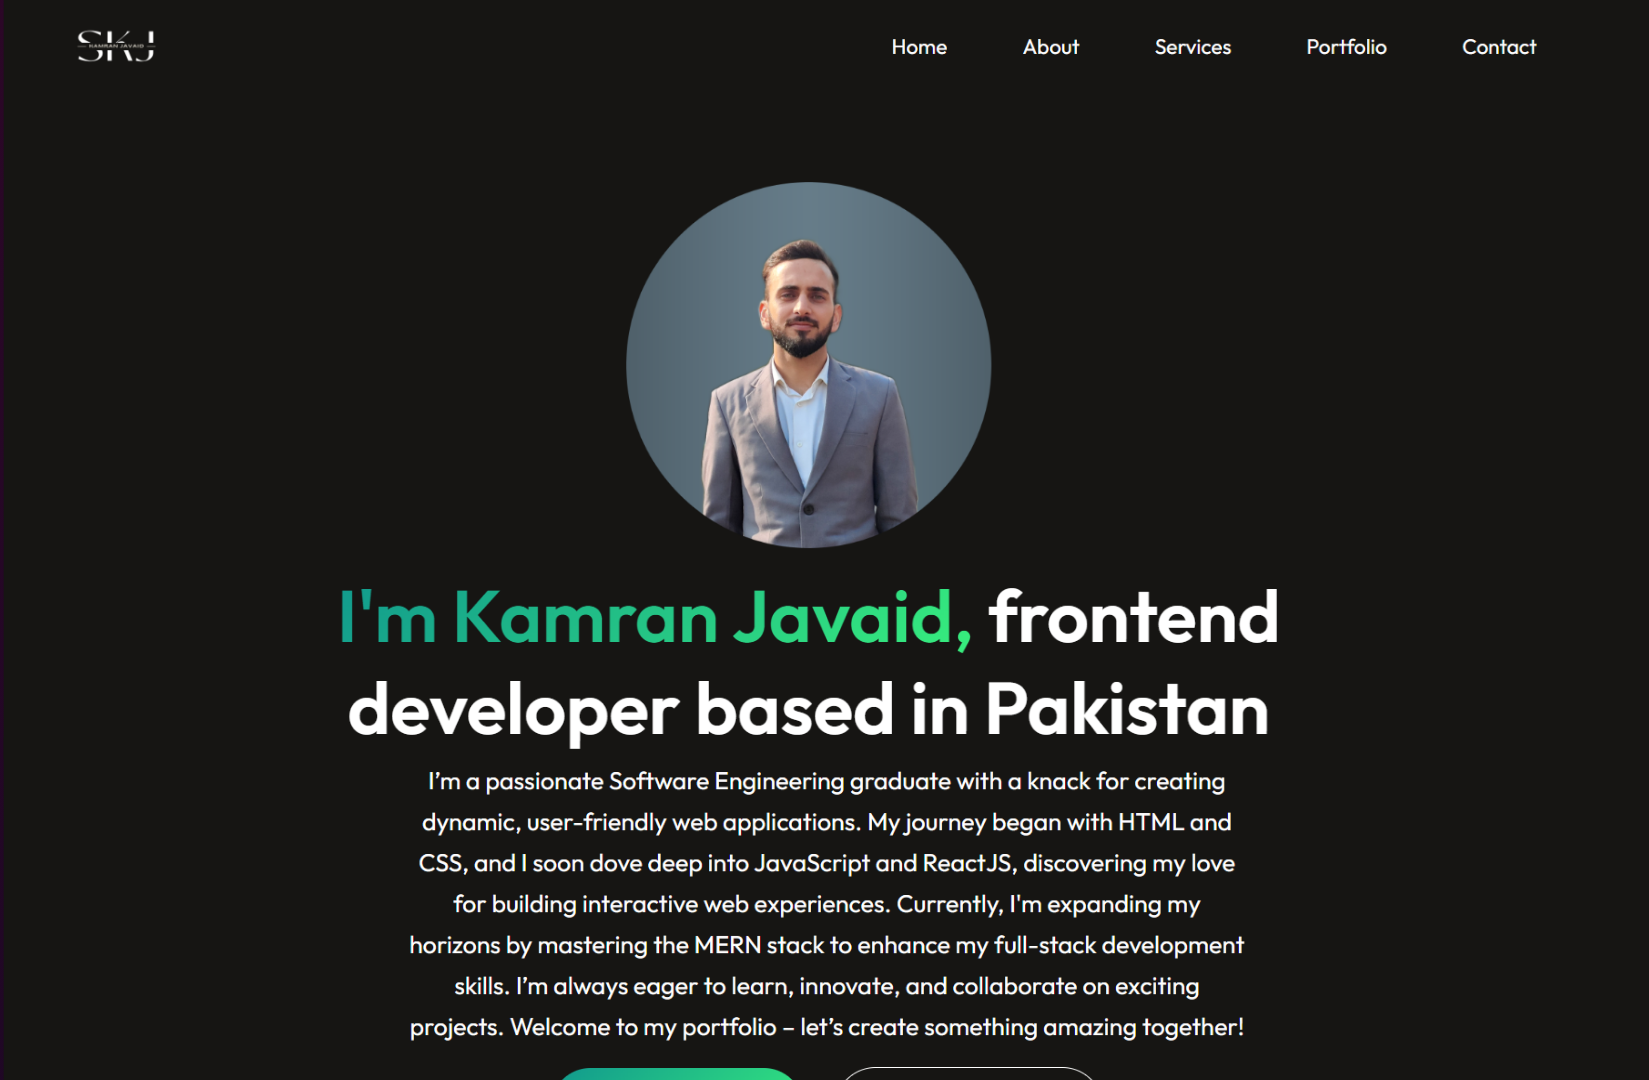 SKJ
KAMRAN JAVAID
Home About Services Portfolio Contact
I'm Kamran Javaid, frontend
developer based in Pakistan
I’m a passionate Software Engineering graduate with a knack for creating
dynamic, user-friendly web applications. My journey began with HTML and
CSS, and I soon dove deep into JavaScript and ReactJS, discovering my love
for building interactive web experiences. Currently, I'm expanding my
horizons by mastering the MERN stack to enhance my full-stack development
skills. I’m always eager to learn, innovate, and collaborate on exciting
projects. Welcome to my portfolio – let’s create something amazing together!